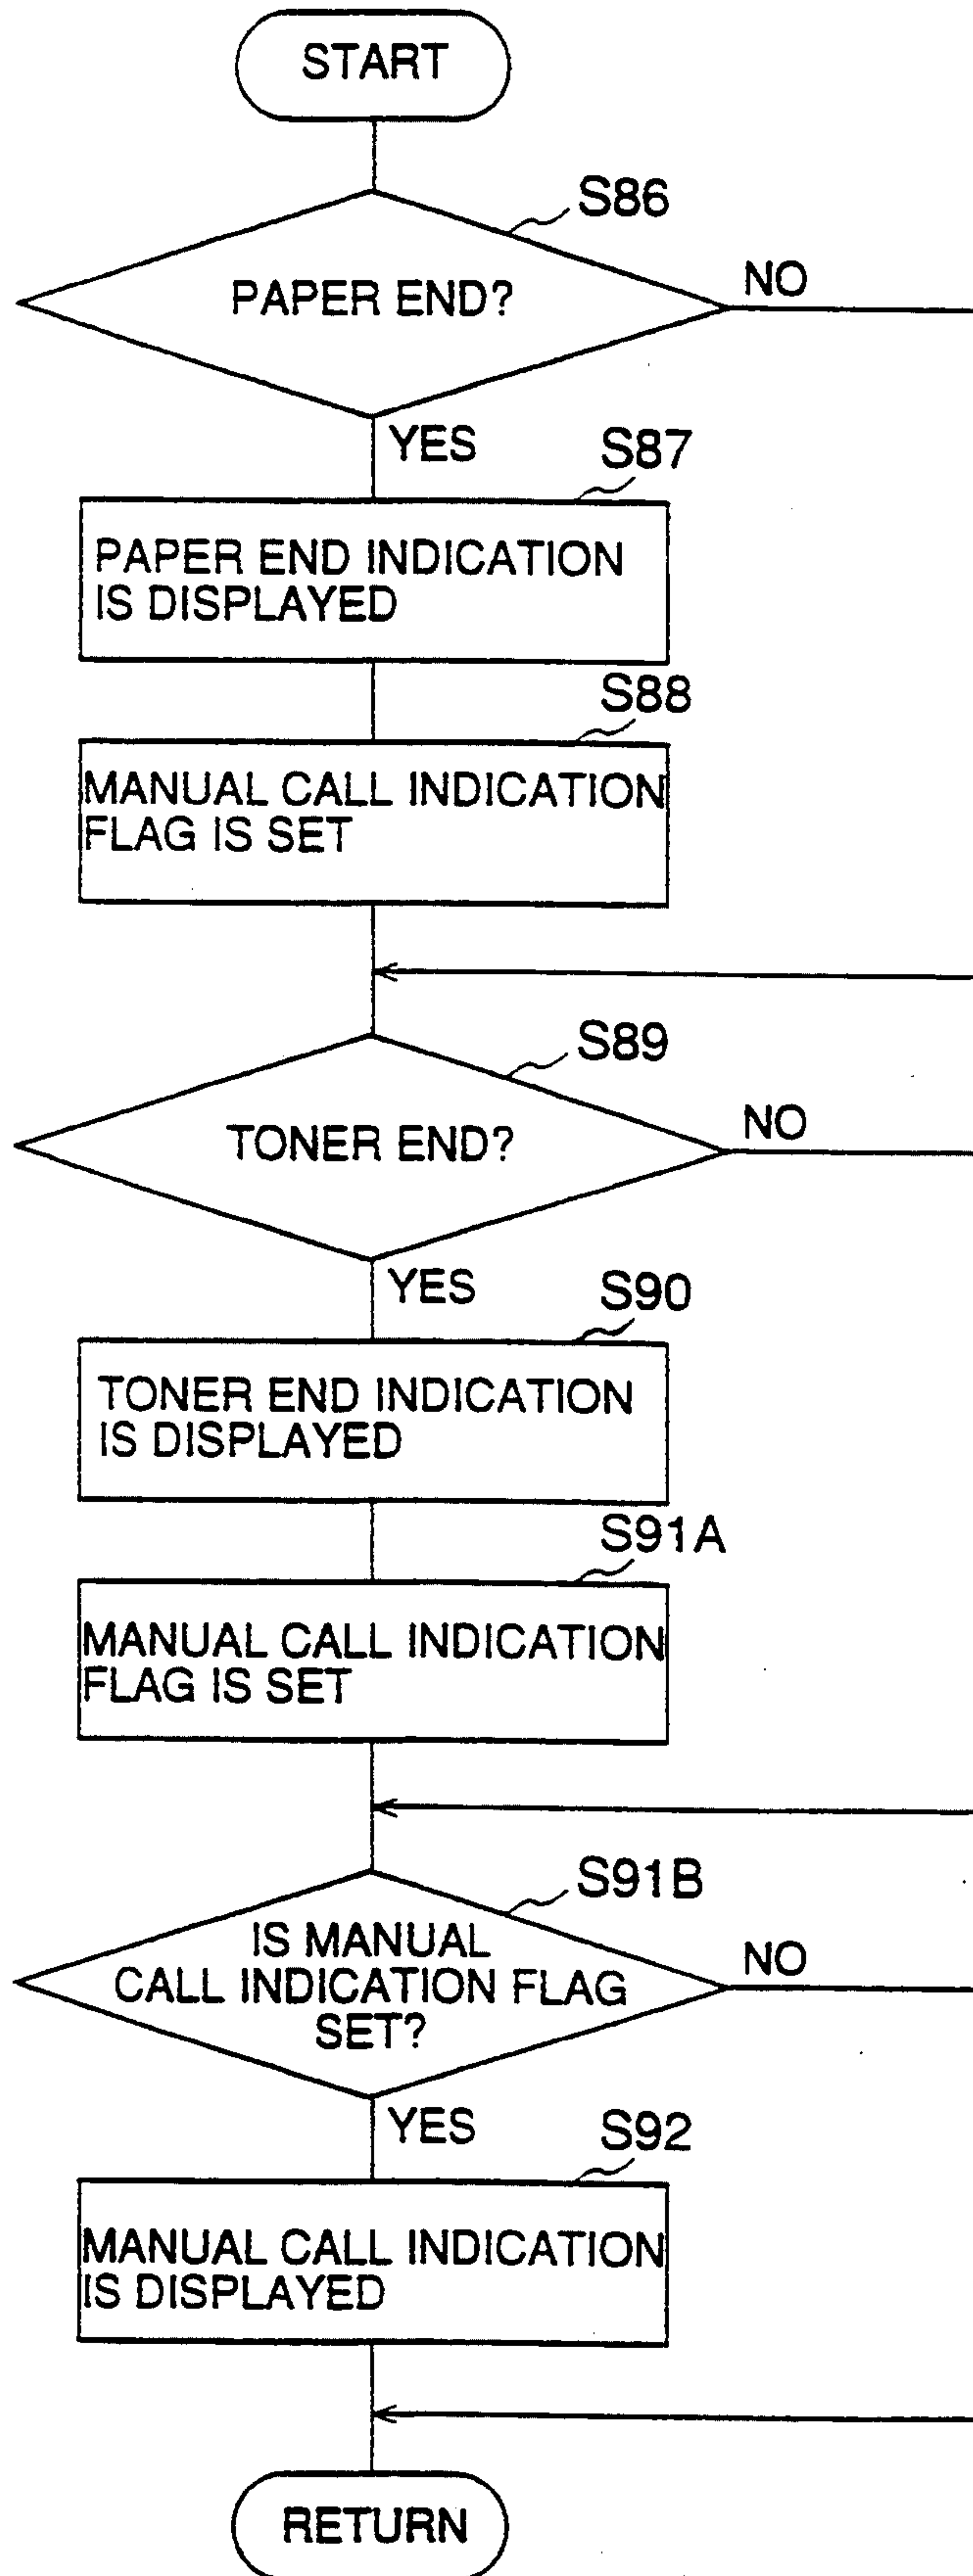 START
S86
PAPER END?
NO
YES
S87
PAPER END INDICATION
IS DISPLAYED
S88
MANUAL CALL INDICATION
FLAG IS SET
S89
TONER END?
NO
YES
S90
TONER END INDICATION
IS DISPLAYED
S91A
MANUAL CALL INDICATION
FLAG IS SET
S91B
IS MANUAL
CALL INDICATION FLAG
SET?
NO
YES
S92
MANUAL CALL INDICATION
IS DISPLAYED
RETURN